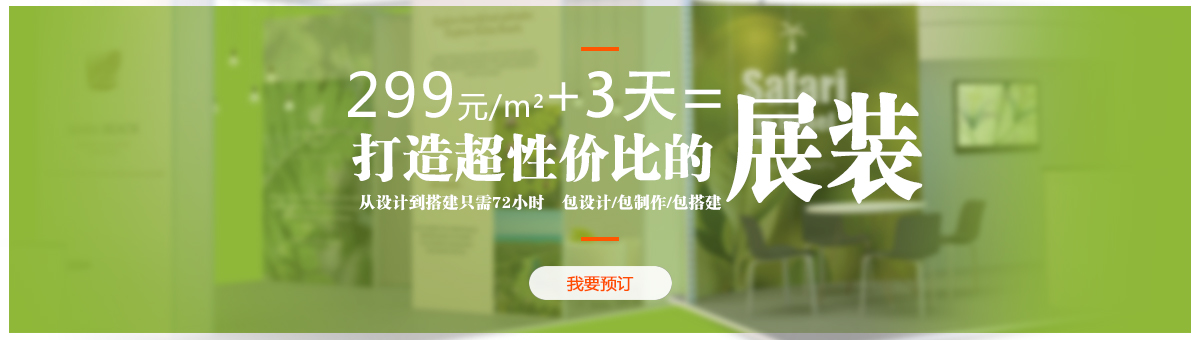 Safari
299元/m²+3天=
打造超性价比的
展装
从设计到搭建只需72小时 包设计/包制作/包搭建
我要预订